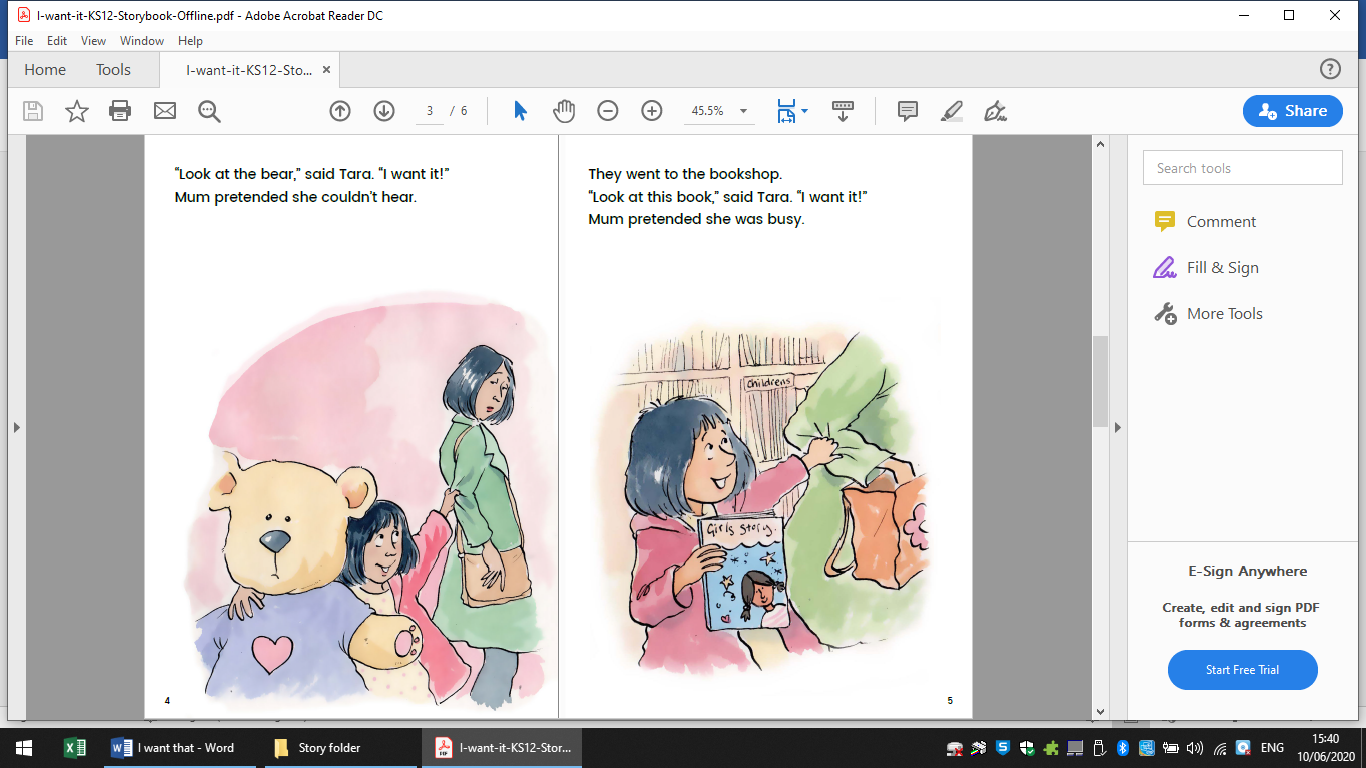 I-want-it-KS12-Storybook-Offline.pdf - Adobe Acrobat Reader DC
File Edit View Window Help
Home Tools I-want-it-KS12-Sto... ×
3 / 6 45.5% Share
“Look at the bear,” said Tara. “I want it!”
Mum pretended she couldn’t hear.
4
They went to the bookshop.
“Look at this book,” said Tara. “I want it!”
Mum pretended she was busy.
Childrens
Girls Story.
5
Search tools
Comment
Fill & Sign
More Tools
E-Sign Anywhere
Create, edit and sign PDF
forms & agreements
Start Free Trial
I want that - Word Story folder I-want-it-KS12-Stor... ENG 15:40
10/06/2020